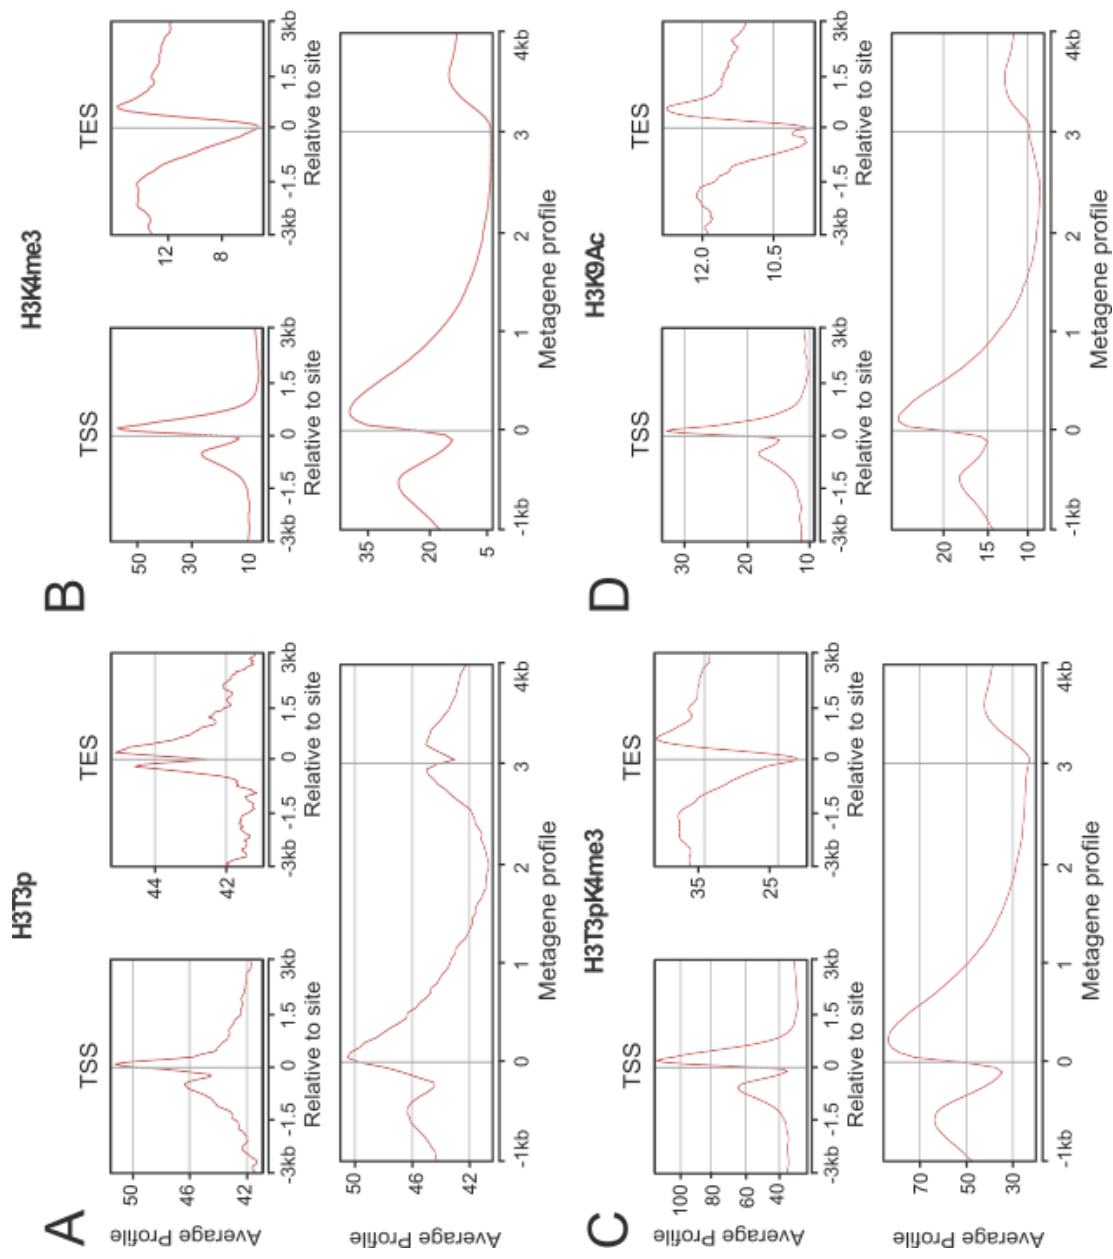 A
H3T3p
TSS
TES
Average Profile
50
46
42
44
42
-3kb -1.5 0 1.5 3kb
-3kb -1.5 0 1.5 3kb
Relative to site
Relative to site
Average Profile
50
46
42
-1kb 0 1 2 3 4kb
Metagene profile
B
H3K4me3
TSS
TES
50
30
10
12
8
-3kb -1.5 0 1.5 3kb
-3kb -1.5 0 1.5 3kb
Relative to site
Relative to site
35
20
5
-1kb 0 1 2 3 4kb
Metagene profile
C
H3T3pK4me3
TSS
TES
Average Profile
100
80
60
40
35
25
-3kb -1.5 0 1.5 3kb
-3kb -1.5 0 1.5 3kb
Relative to site
Relative to site
Average Profile
70
50
30
-1kb 0 1 2 3 4kb
Metagene profile
D
H3K9Ac
TSS
TES
30
20
10
12.0
10.5
-3kb -1.5 0 1.5 3kb
-3kb -1.5 0 1.5 3kb
Relative to site
Relative to site
20
15
10
-1kb 0 1 2 3 4kb
Metagene profile